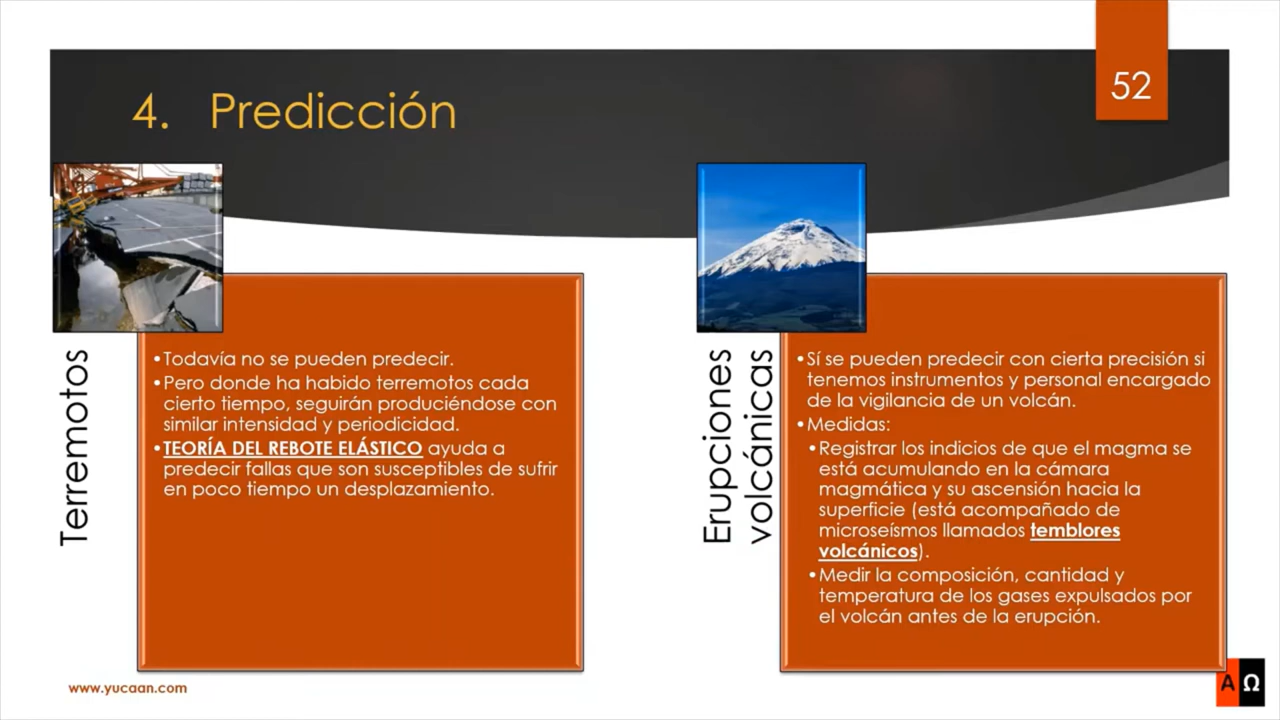 52
4. Predicción
Terremotos
•Todavía no se pueden predecir.
•Pero donde ha habido terremotos cada
cierto tiempo, seguirán produciéndose con
similar intensidad y periodicidad.
•TEORÍA DEL REBOTE ELÁSTICO ayuda a
predecir fallas que son susceptibles de sufrir
en poco tiempo un desplazamiento.
Erupciones
volcánicas
•Sí se pueden predecir con cierta precisión si
tenemos instrumentos y personal encargado
de la vigilancia de un volcán.
•Medidas:
•Registrar los indicios de que el magma se
está acumulando en la cámara
magmática y su ascensión hacia la
superficie (está acompañado de
microseísmos llamados temblores
volcánicos).
•Medir la composición, cantidad y
temperatura de los gases expulsados por
el volcán antes de la erupción.
www.yucaan.com
ΑΩ